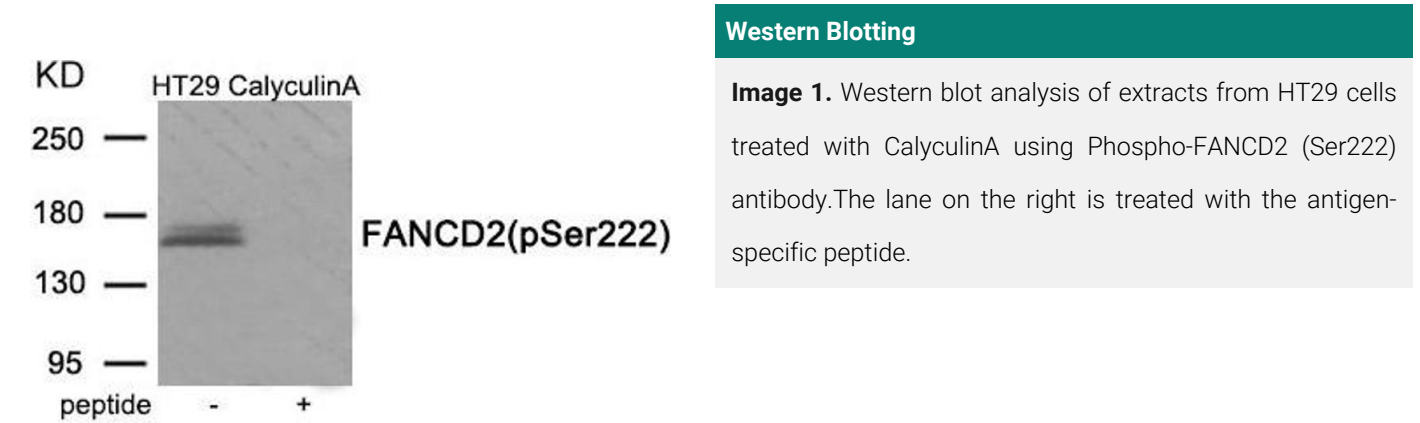 KD
HT29 CalyculinA
250
180
FANCD2(pSer222)
130
95
peptide - +
Western Blotting
Image 1. Western blot analysis of extracts from HT29 cells
treated with CalyculinA using Phospho-FANCD2 (Ser222)
antibody.The lane on the right is treated with the antigen-
specific peptide.